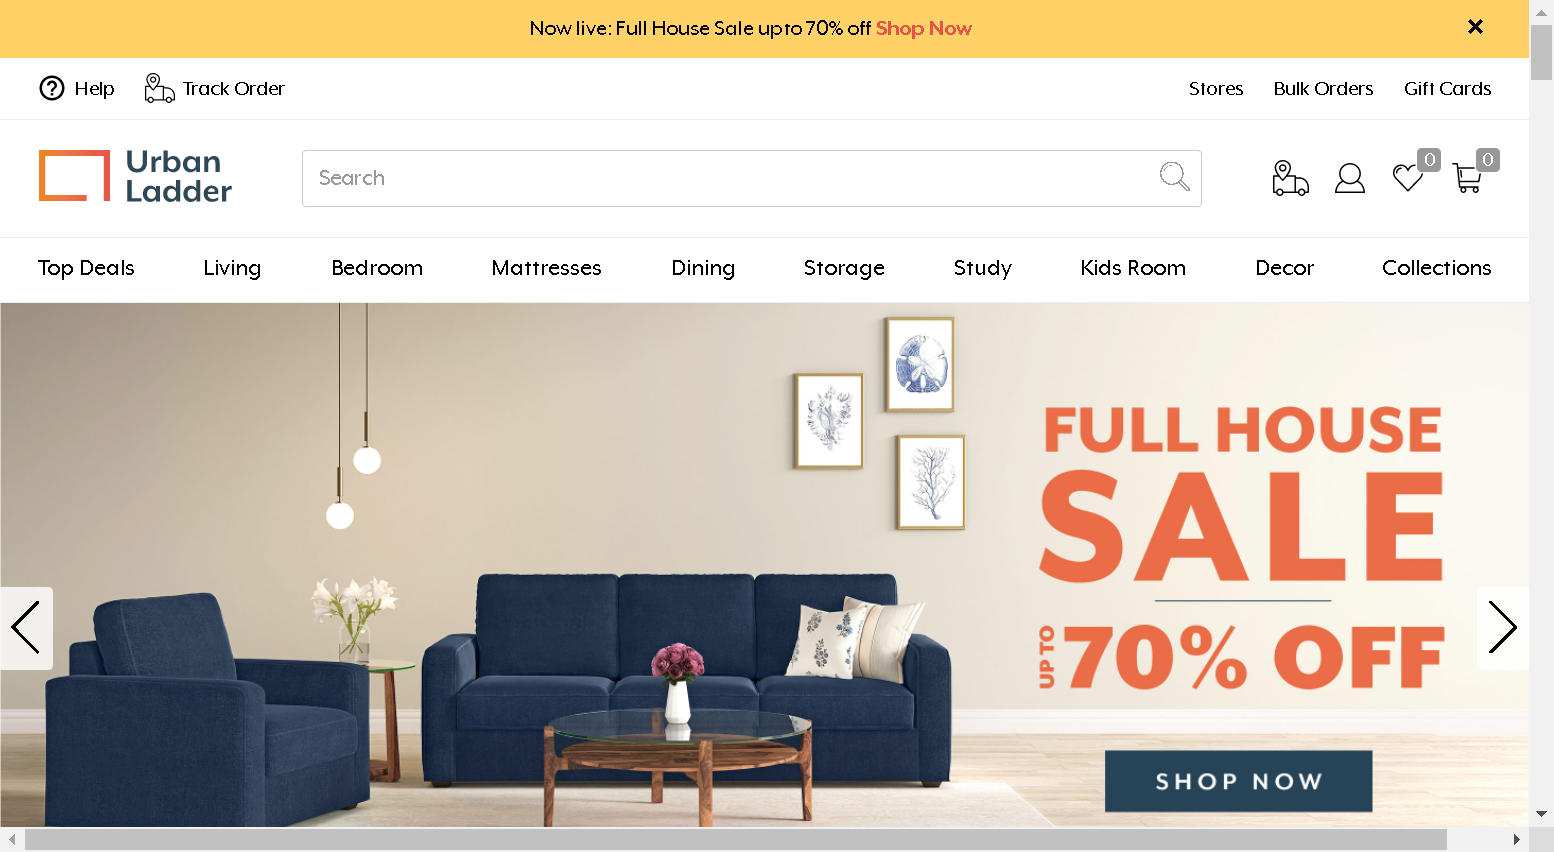 Now live: Full House Sale upto 70% off Shop Now
Help
Track Order
Stores
Bulk Orders
Gift Cards
Urban
Ladder
Search
0
0
Top Deals
Living
Bedroom
Mattresses
Dining
Storage
Study
Kids Room
Decor
Collections
FULL HOUSE
SALE
UP TO 70% OFF
SHOP NOW